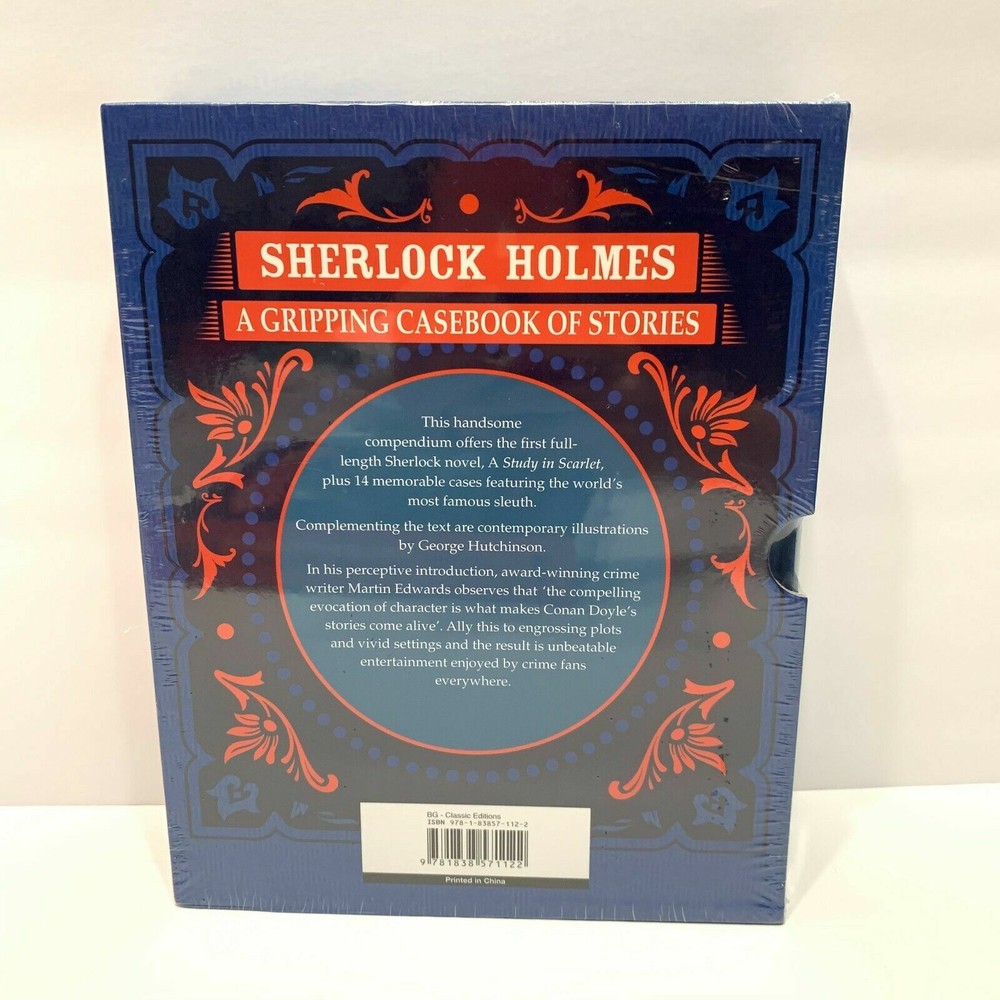 SHERLOCK HOLMES
A GRIPPING CASEBOOK OF STORIES
This handsome
compendium offers the first full-
length Sherlock novel, A Study in Scarlet,
plus 14 memorable cases featuring the world's
most famous sleuth.
Complementing the text are contemporary illustrations
by George Hutchinson.
In his perceptive introduction, award-winning crime
writer Martin Edwards observes that 'the compelling
evocation of character is what makes Conan Doyle's
stories come alive'. Ally this to engrossing plots
and vivid settings and the result is unbeatable
entertainment enjoyed by crime fans
everywhere.
BG - Classic Editions
ISBN 978-1-83857-112-2
9 781838 571122
Printed in China